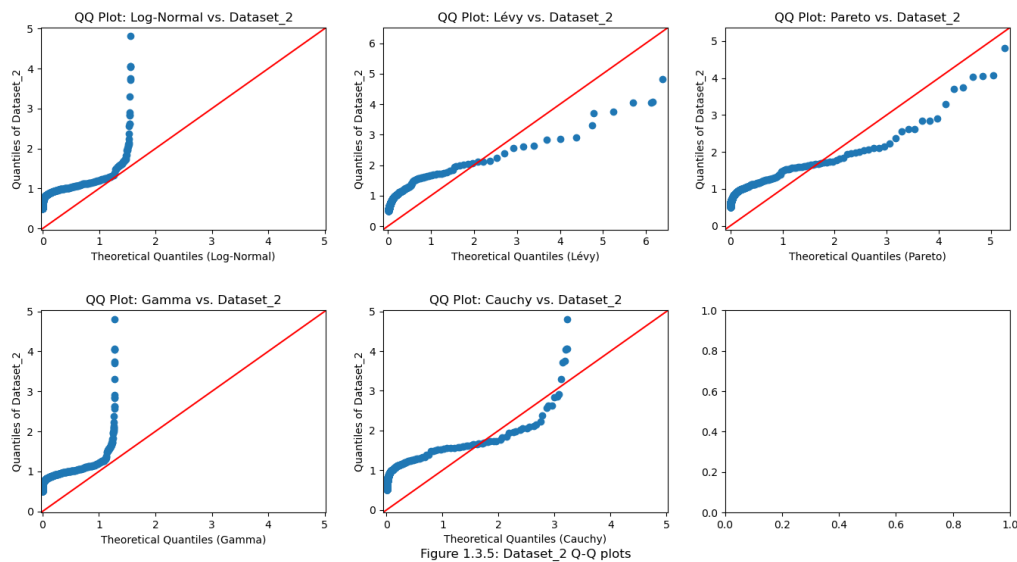 QQ Plot: Log-Normal vs. Dataset_2
Quantiles of Dataset_2
5
4
3
2
1
0
0 1 2 3 4 5
Theoretical Quantiles (Log-Normal)
QQ Plot: Lévy vs. Dataset_2
Quantiles of Dataset_2
6
5
4
3
2
1
0
0 1 2 3 4 5 6
Theoretical Quantiles (Lévy)
QQ Plot: Pareto vs. Dataset_2
Quantiles of Dataset_2
5
4
3
2
1
0
0 1 2 3 4 5
Theoretical Quantiles (Pareto)
QQ Plot: Gamma vs. Dataset_2
Quantiles of Dataset_2
5
4
3
2
1
0
0 1 2 3 4 5
Theoretical Quantiles (Gamma)
QQ Plot: Cauchy vs. Dataset_2
Quantiles of Dataset_2
5
4
3
2
1
0
0 1 2 3 4 5
Theoretical Quantiles (Cauchy)
1.0
0.8
0.6
0.4
0.2
0.0
0.0 0.2 0.4 0.6 0.8 1.0
Figure 1.3.5: Dataset_2 Q-Q plots